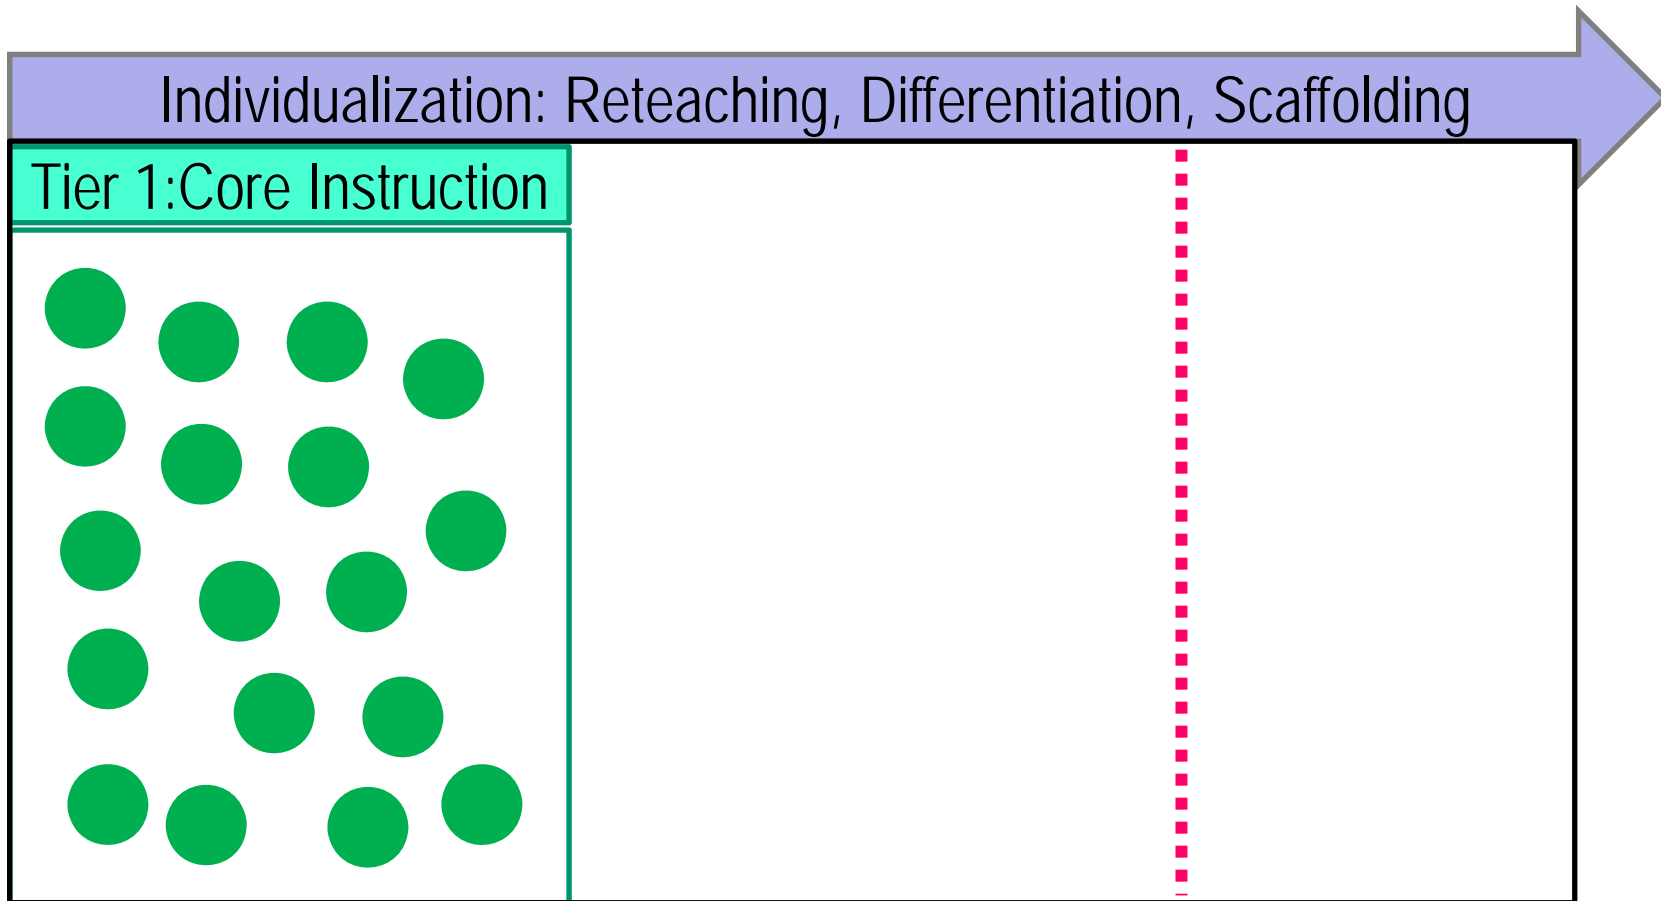 Individualization: Reteaching, Differentiation, Scaffolding
Tier 1:Core Instruction